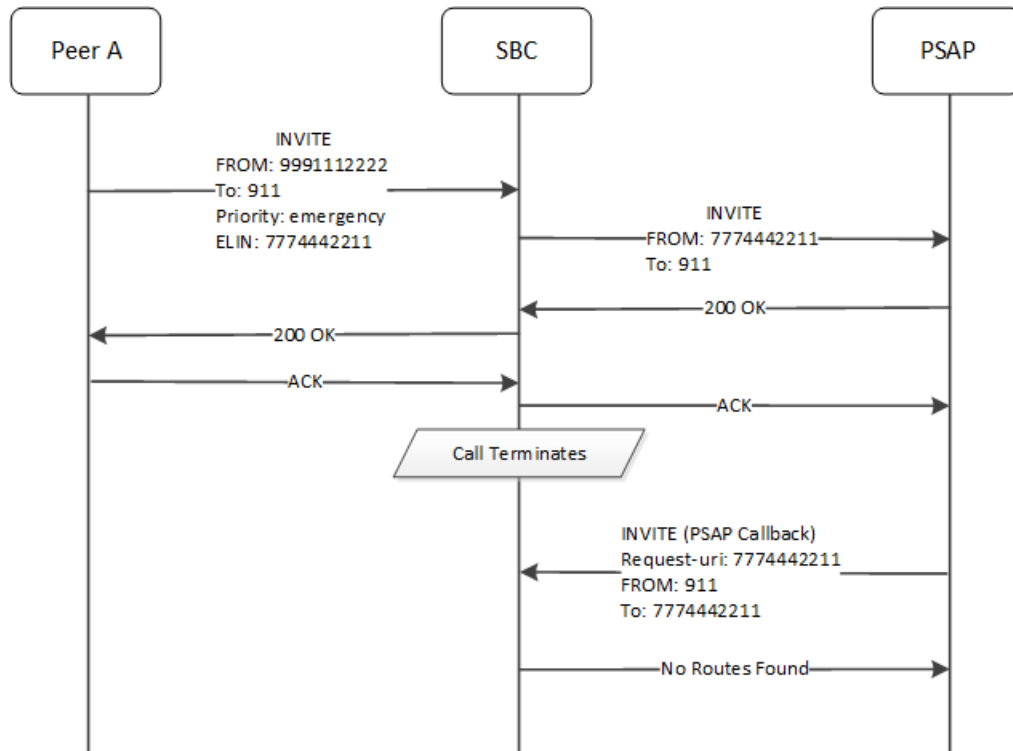 Peer A
SBC
PSAP
INVITE
FROM: 9991112222
To: 911
Priority: emergency
ELIN: 7774442211
INVITE
FROM: 7774442211
To: 911
200 OK
200 OK
ACK
ACK
Call Terminates
INVITE (PSAP Callback)
Request-uri: 7774442211
FROM: 911
To: 7774442211
No Routes Found